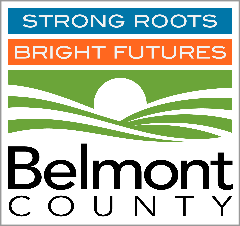 STRONG ROOTS
BRIGHT FUTURES
Belmont
COUNTY